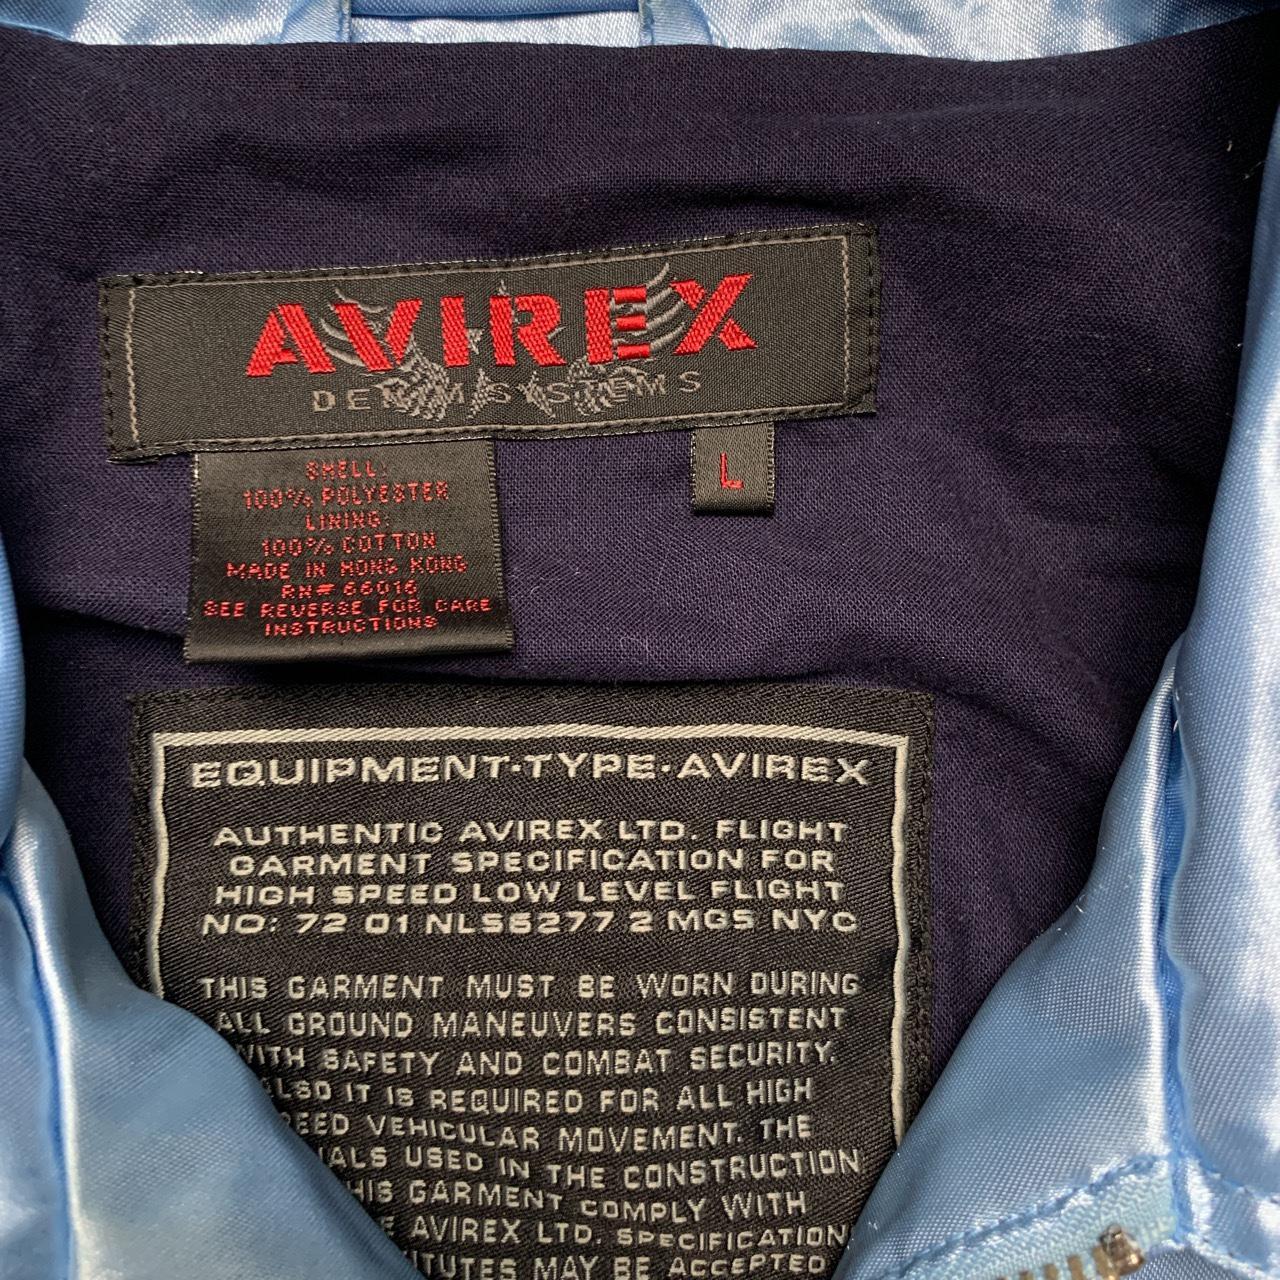 AVIREX
DENIM SYSTEMS
L
SHELL:
100% POLYESTER
LINING:
100% COTTON
MADE IN HONG KONG
RN# 66016
SEE REVERSE FOR CARE
INSTRUCTIONS
EQUIPMENT·TYPE·AVIREX
AUTHENTIC AVIREX LTD. FLIGHT
GARMENT SPECIFICATION FOR
HIGH SPEED LOW LEVEL FLIGHT
NO: 72 01 NLS6277 2 MGS NYC
THIS GARMENT MUST BE WORN DURING
ALL GROUND MANEUVERS CONSISTENT
WITH SAFETY AND COMBAT SECURITY.
ALSO IT IS REQUIRED FOR ALL HIGH
VEHICULAR MOVEMENT. THE
USED IN THE CONSTRUCTION
THIS GARMENT COMPLY WITH
AVIREX LTD. SPECIFICATION
MAY BE ACCEPTED